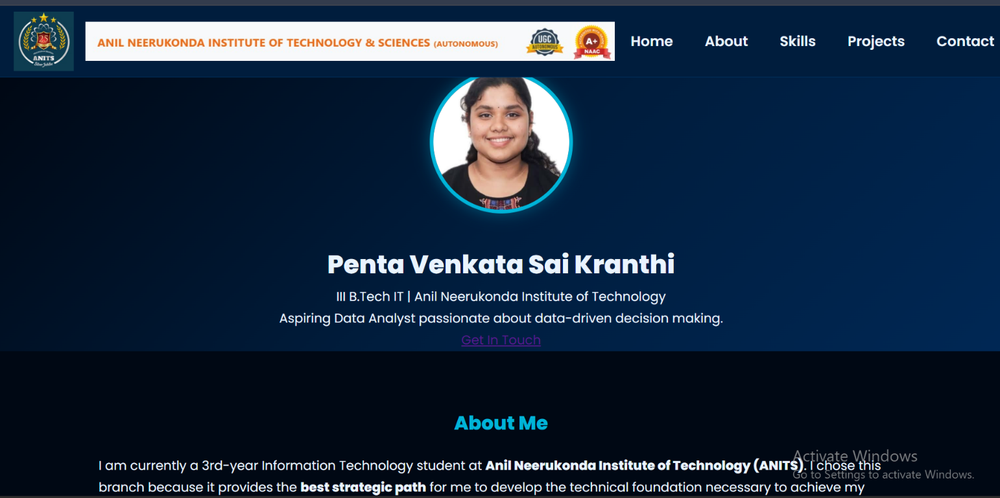 25
ANITS
Silver Jubilee
ANIL NEERUKONDA INSTITUTE OF TECHNOLOGY & SCIENCES (AUTONOMOUS)
UGC
AUTONOMOUS
A+
NAAC
Home About Skills Projects Contact
Penta Venkata Sai Kranthi
III B.Tech IT | Anil Neerukonda Institute of Technology
Aspiring Data Analyst passionate about data-driven decision making.
Get In Touch
About Me
I am currently a 3rd-year Information Technology student at Anil Neerukonda Institute of Technology (ANITS). I chose this
branch because it provides the best strategic path for me to develop the technical foundation necessary to achieve my
Activate Windows
Go to Settings to activate Windows.